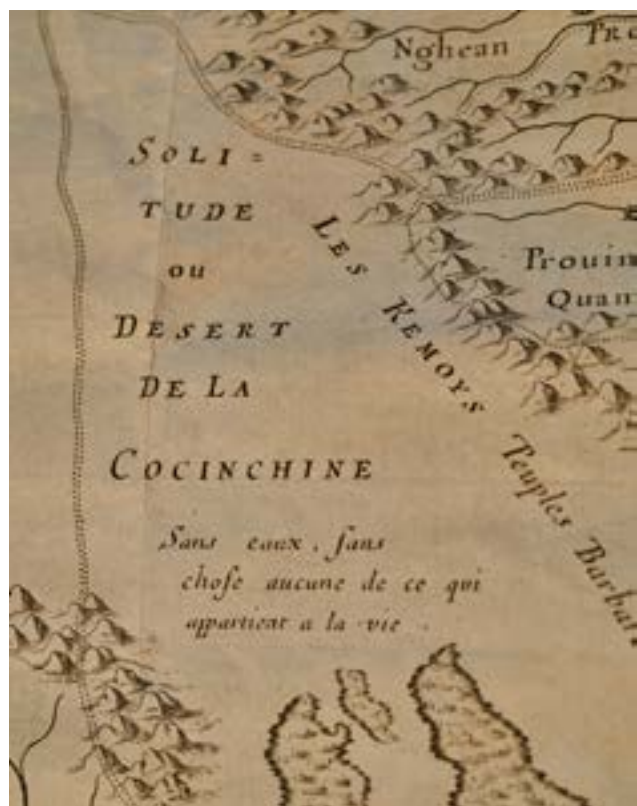 Nghean
Pro
SOLI=
TUDE
ou
DESERT
DE LA
COCINCHINE
LES KEMOYS
Peuples Barbar
Prouin
Quan
Sans eaux, sans
chose aucune de ce qui
appartient a la vie